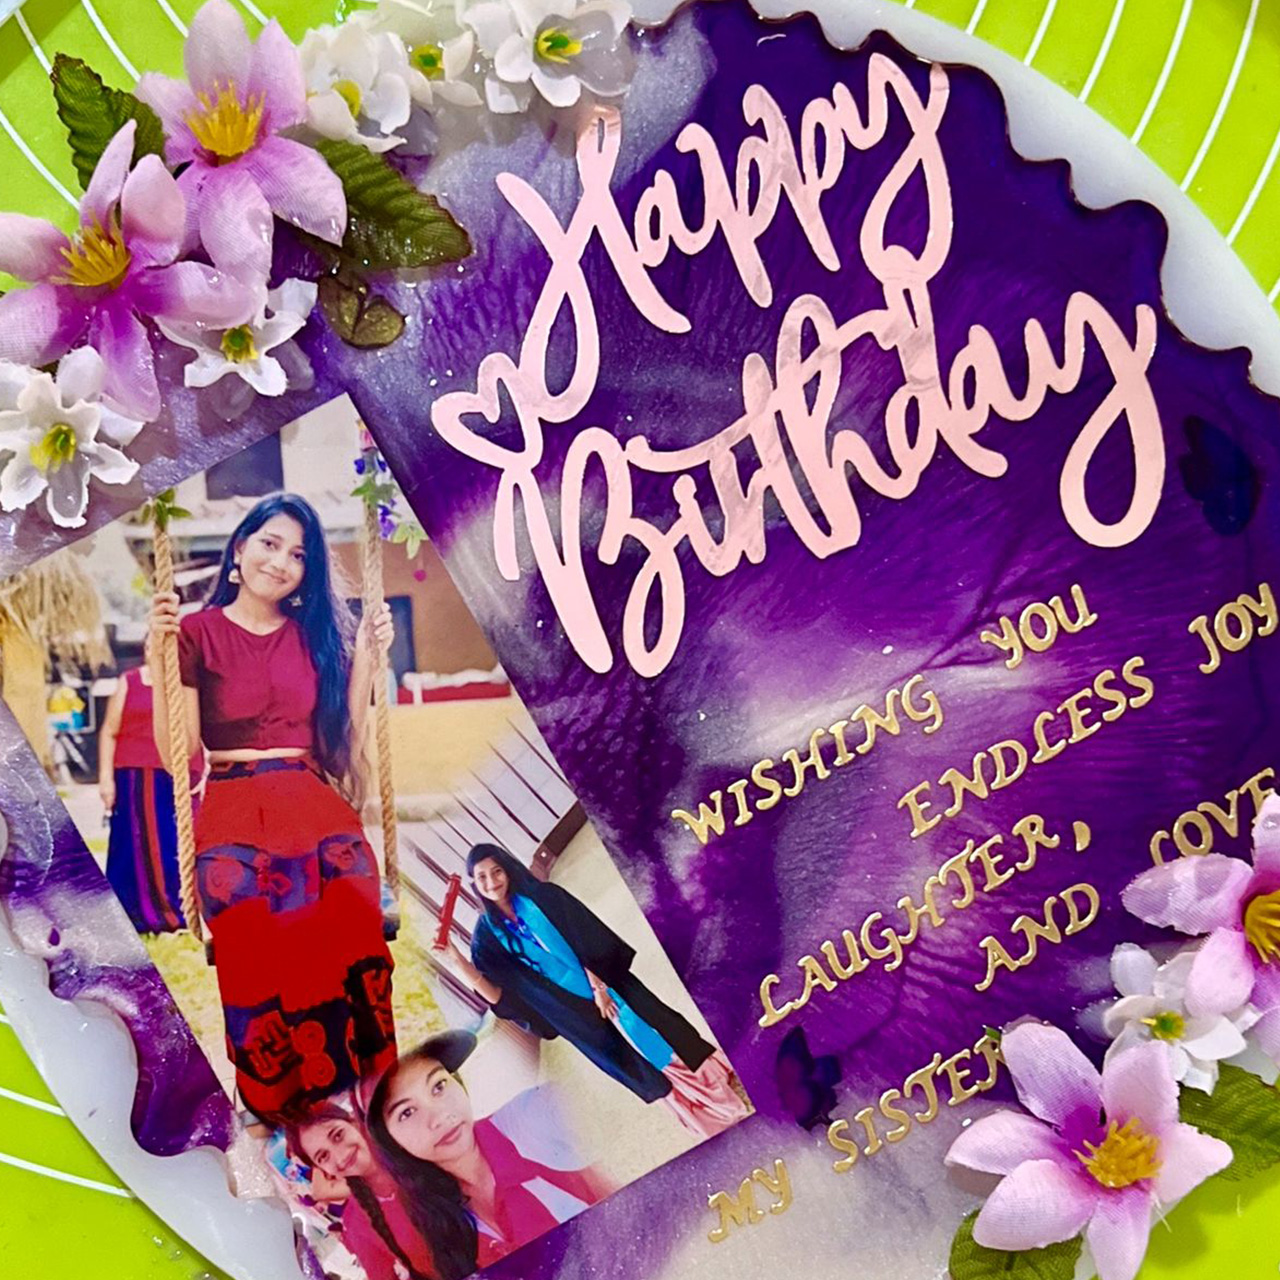 Happy
Birthday
WISHING YOU
ENDLESS JOY
LAUGHTER,
AND LOVE
MY SISTER